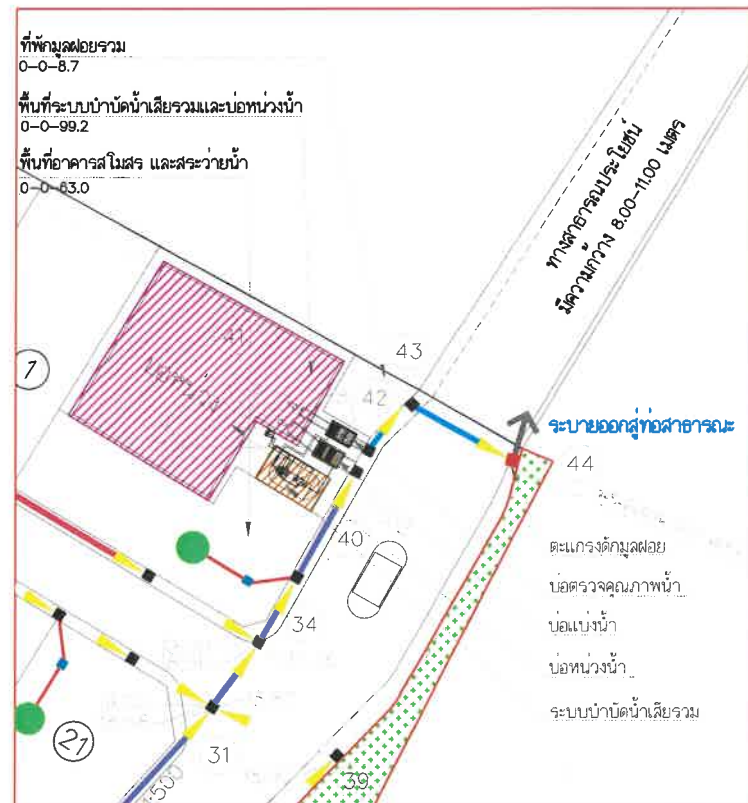 ที่พักมูลฝอยรวม
0-0-8.7
พื้นที่ระบบบำบัดน้ำเสียรวมและบ่อหน่วงน้ำ
0-0-99.2
พื้นที่อาคารสโมสร และสระว่ายน้ำ
0-0-63.0
ทางสาธารณประโยชน์
มีความกว้าง 8.00-11.00 เมตร
41
43
1
42
ระบายออกสู่ท่อสาธารณะ
44
40
ตะแกรงดักมูลฝอย
บ่อตรวจคุณภาพน้ำ
บ่อแบ่งน้ำ
34
บ่อหน่วงน้ำ
ระบบบำบัดน้ำเสียรวม
21
31
39
1:500